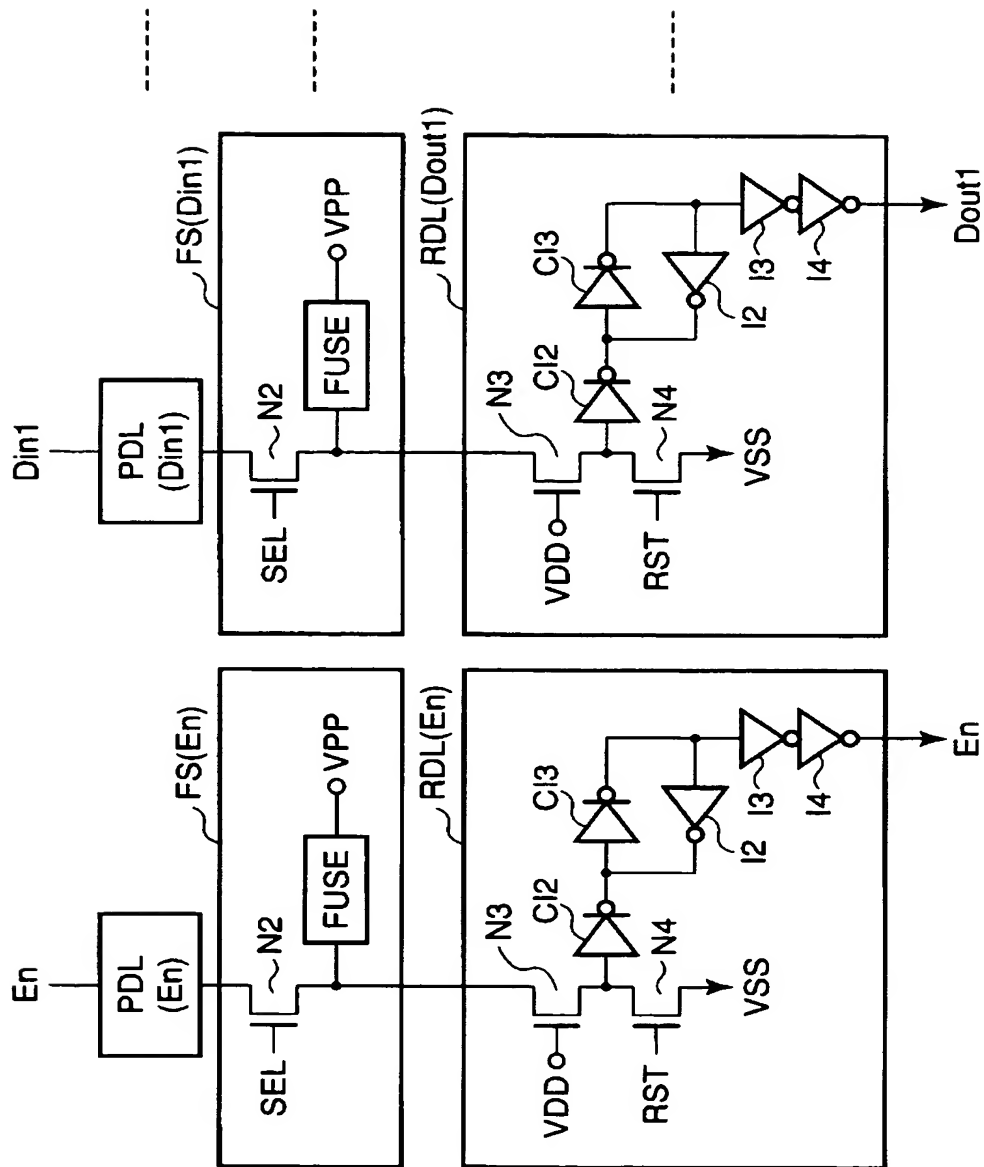 En
PDL
(En)
FS(En)
SEL
N2
FUSE
VPP
RDL(En)
VDD
N3
RST
N4
VSS
CI2
CI3
I2
I3
I4
En
Din1
PDL
(Din1)
FS(Din1)
SEL
N2
FUSE
VPP
RDL(Dout1)
VDD
N3
RST
N4
VSS
CI2
CI3
I2
I3
I4
Dout1